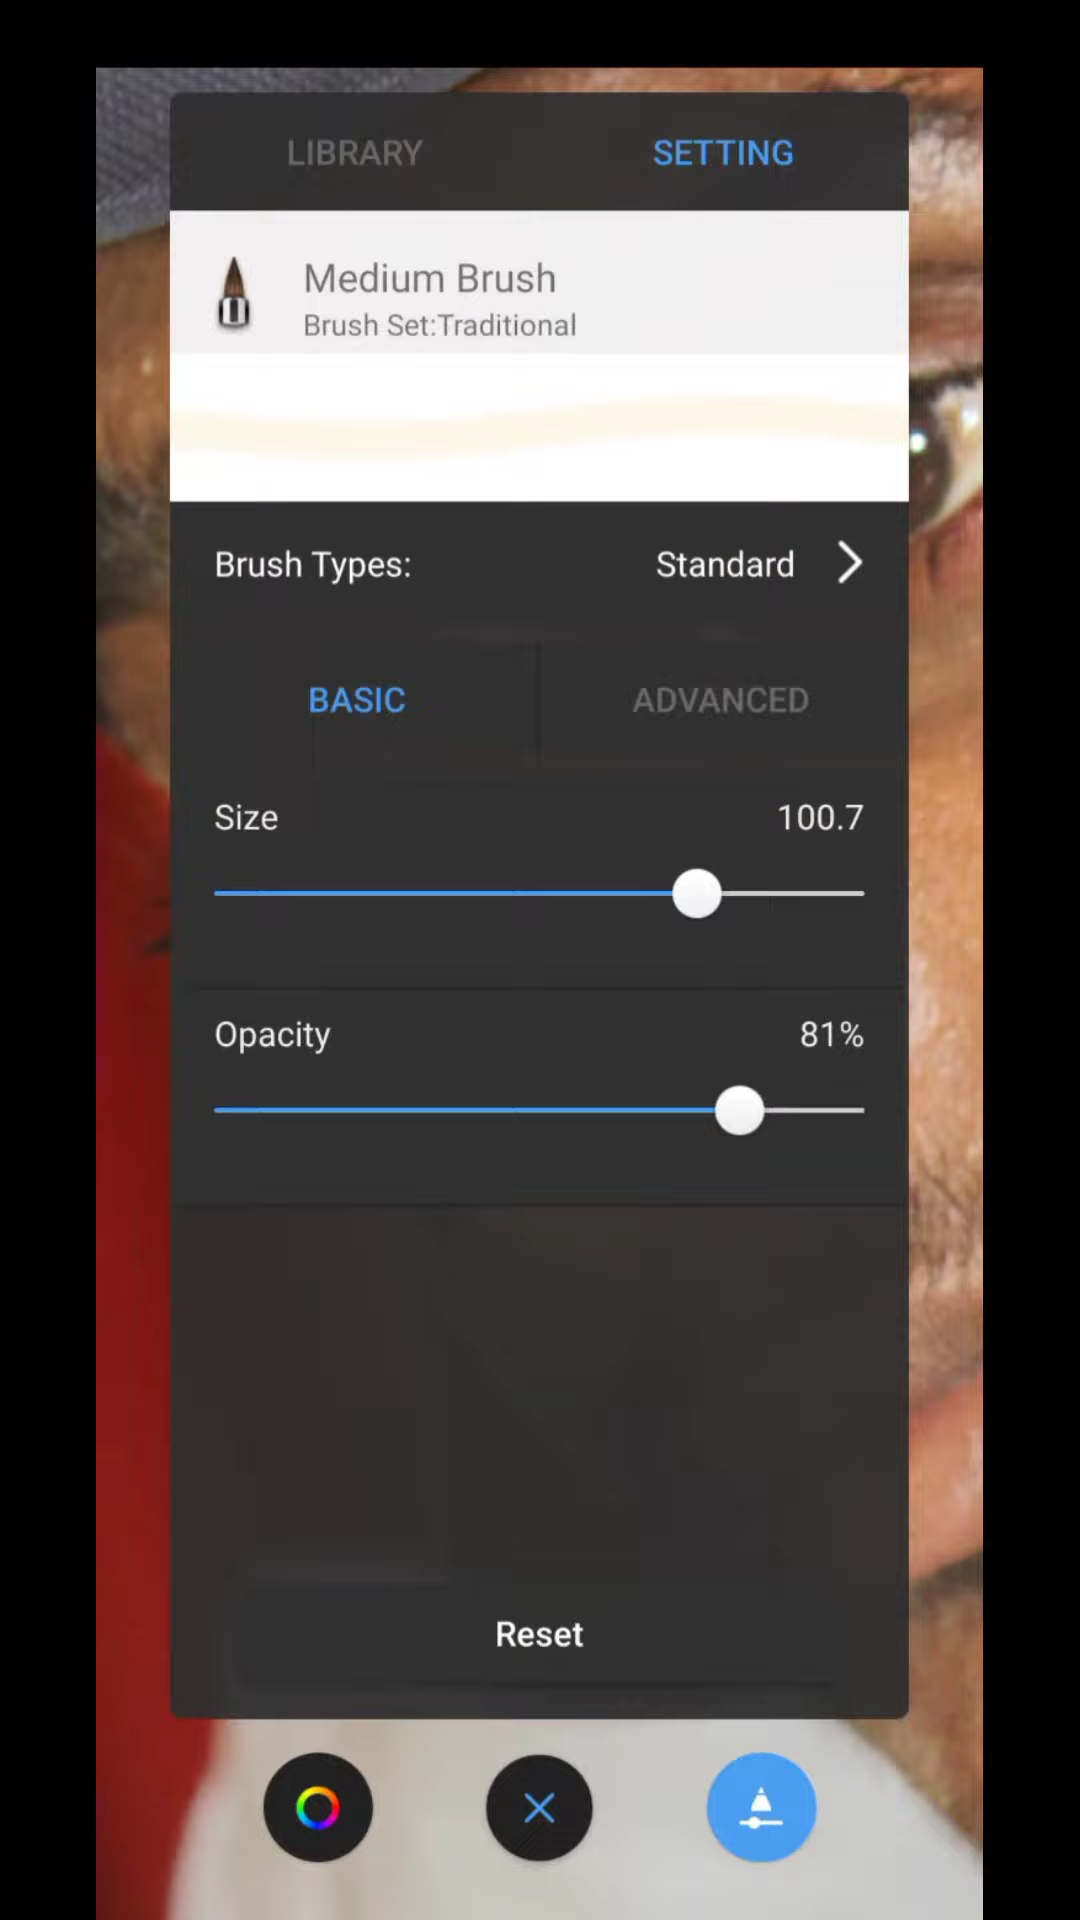 LIBRARY SETTING
Medium Brush
Brush Set:Traditional
Brush Types: Standard
BASIC ADVANCED
Size 100.7
Opacity 81%
Reset